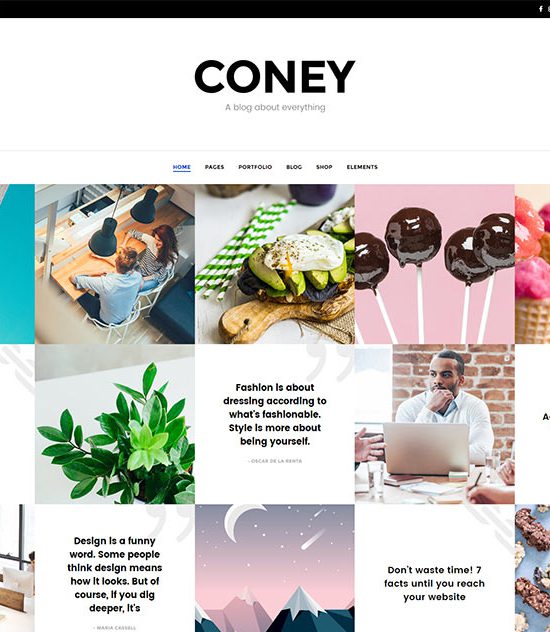 CONEY
A blog about everything
HOME PAGES PORTFOLIO BLOG SHOP ELEMENTS
Fashion is about
dressing according to
what's fashionable.
Style is more about
being yourself.
- OSCAR DE LA RENTA
Design is a funny
word. Some people
think design means
how it looks. But of
course, if you dig
deeper, it's
- MARIA CASSELL
Don't waste time! 7
facts until you reach
your website